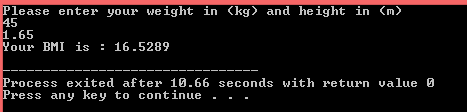 Please enter your weight in (kg) and height in (m)
45
1.65
Your BMI is : 16.5289
--------------------------------
Process exited after 10.66 seconds with return value 0
Press any key to continue . . .